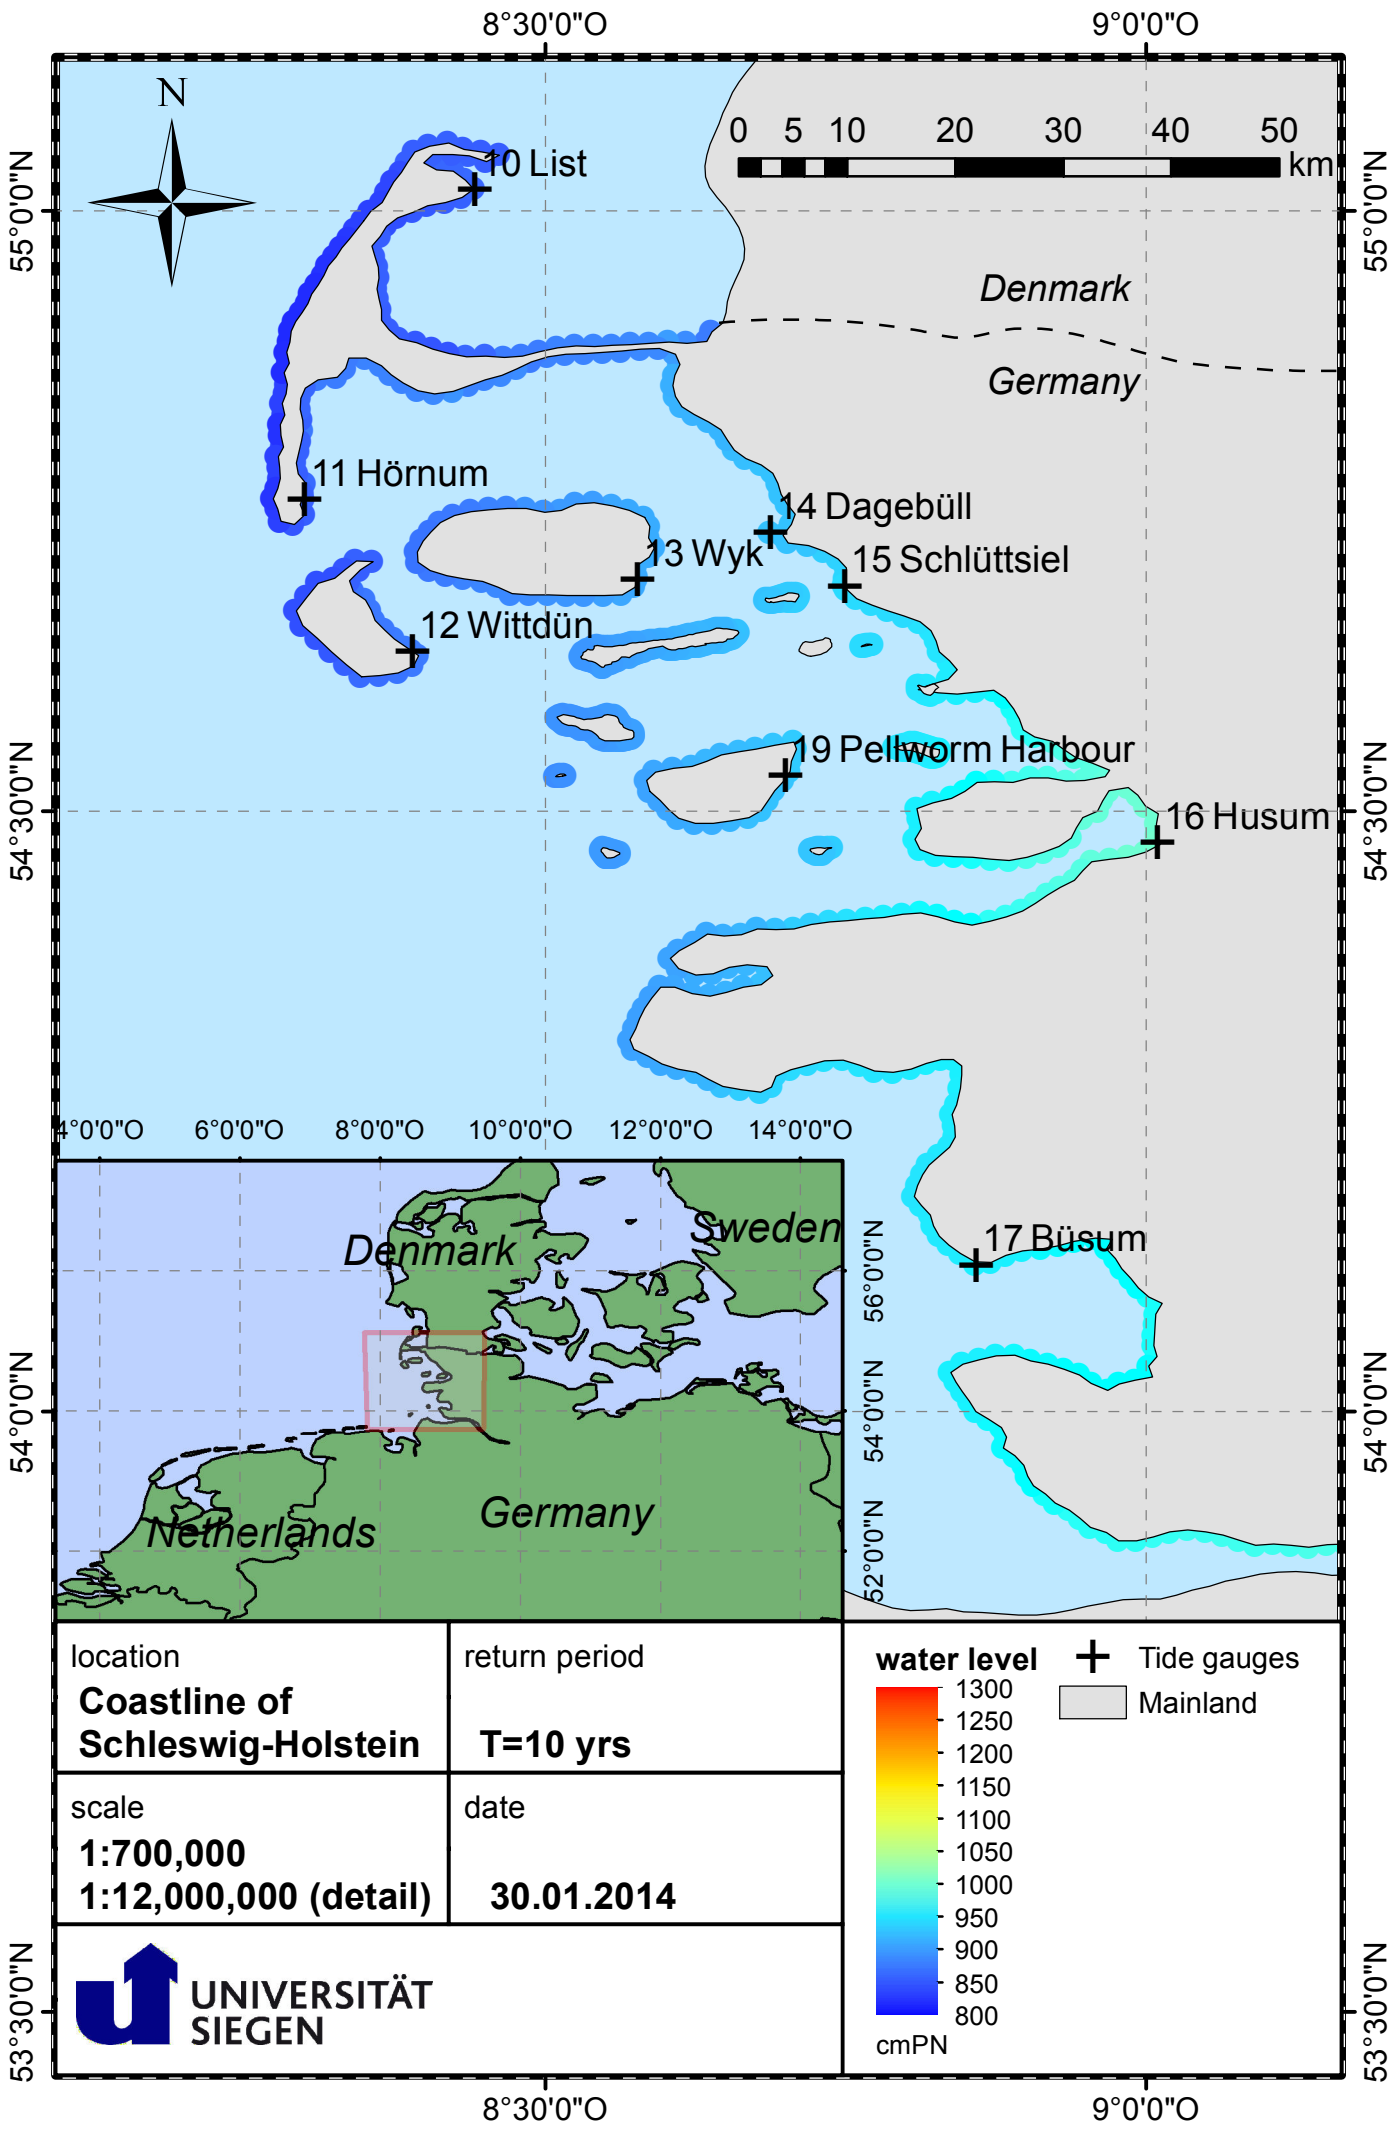 8°30'0"O
9°0'0"O
N
0
5
10
20
30
40
50
km
10 List
55°0'0"N
55°0'0"N
Denmark
Germany
11 Hörnum
14 Dagebüll
13 Wyk
15 Schlüttsiel
12 Wittdün
19 Pellworm Harbour
54°30'0"N
54°30'0"N
16 Husum
4°0'0"O
6°0'0"O
8°0'0"O
10°0'0"O
12°0'0"O
14°0'0"O
17 Büsum
Sweden
Denmark
56°0'0"N
54°0'0"N
54°0'0"N
54°0'0"N
Germany
Netherlands
52°0'0"N
location
Coastline of
Schleswig-Holstein
return period
T=10 yrs
scale
1:700,000
1:12,000,000 (detail)
date
30.01.2014
UNIVERSITÄT
SIEGEN
water level
1300
1250
1200
1150
1100
1050
1000
950
900
850
800
cmPN
Tide gauges
Mainland
53°30'0"N
53°30'0"N
8°30'0"O
9°0'0"O